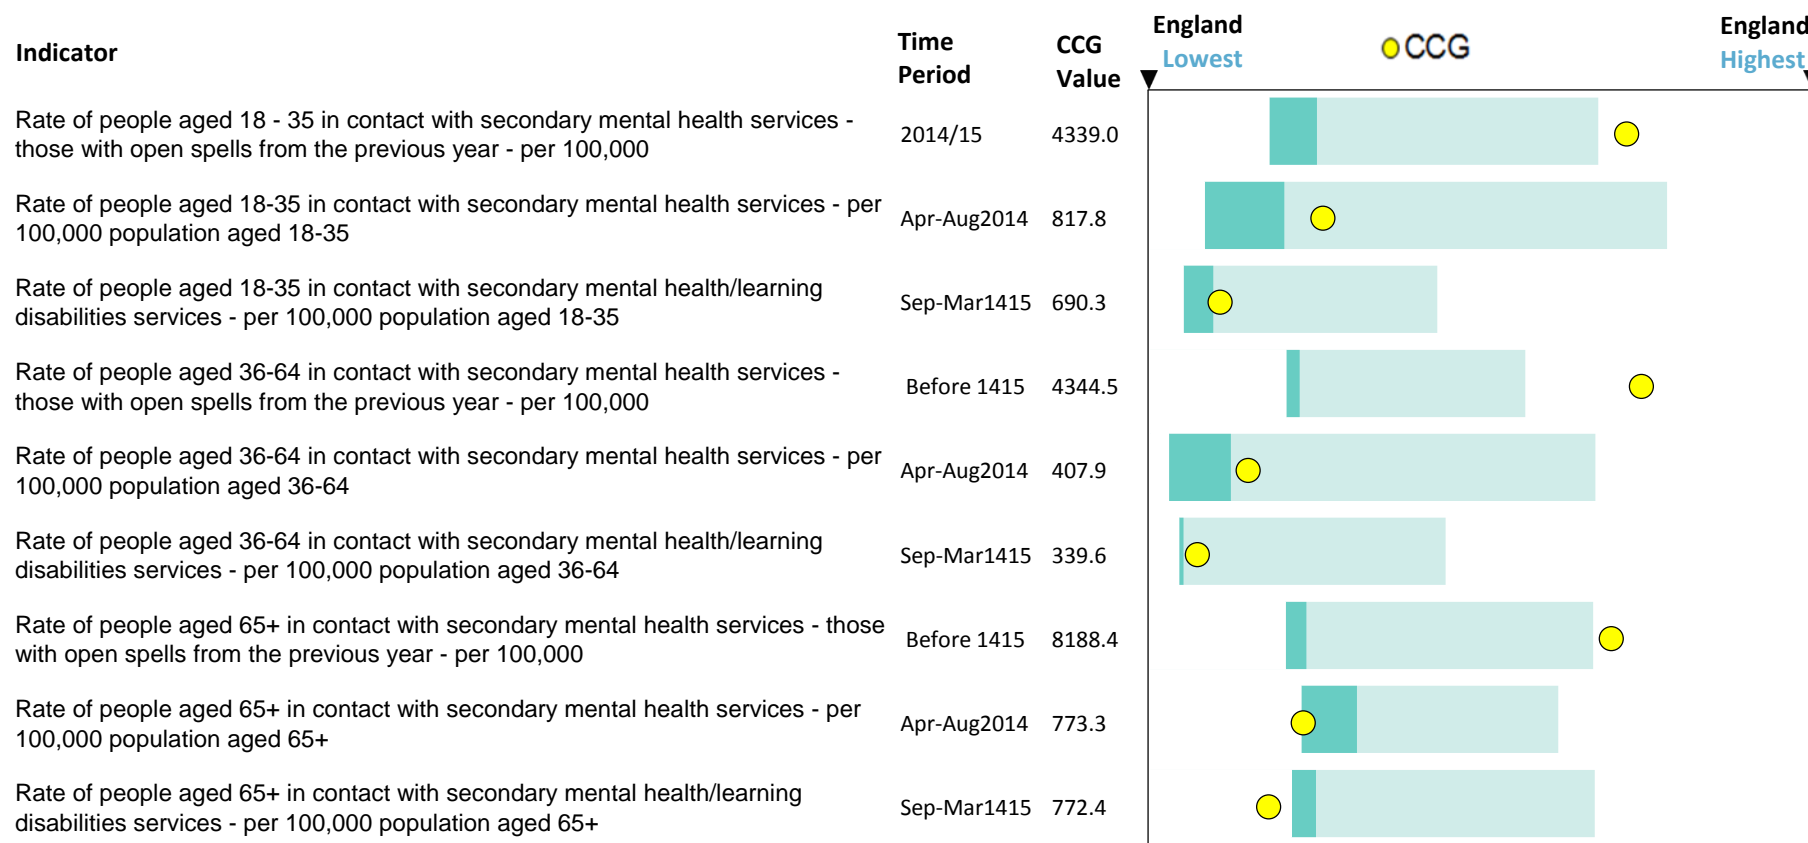 Indicator
Time
Period
CCG
Value
England
Lowest
CCG
England
Highest
Rate of people aged 18 - 35 in contact with secondary mental health services -
those with open spells from the previous year - per 100,000
2014/15
4339.0
Rate of people aged 18-35 in contact with secondary mental health services - per
100,000 population aged 18-35
Apr-Aug2014
817.8
Rate of people aged 18-35 in contact with secondary mental health/learning
disabilities services - per 100,000 population aged 18-35
Sep-Mar1415
690.3
Rate of people aged 36-64 in contact with secondary mental health services -
those with open spells from the previous year - per 100,000
Before 1415
4344.5
Rate of people aged 36-64 in contact with secondary mental health services - per
100,000 population aged 36-64
Apr-Aug2014
407.9
Rate of people aged 36-64 in contact with secondary mental health/learning
disabilities services - per 100,000 population aged 36-64
Sep-Mar1415
339.6
Rate of people aged 65+ in contact with secondary mental health services - those
with open spells from the previous year - per 100,000
Before 1415
8188.4
Rate of people aged 65+ in contact with secondary mental health services - per
100,000 population aged 65+
Apr-Aug2014
773.3
Rate of people aged 65+ in contact with secondary mental health/learning
disabilities services - per 100,000 population aged 65+
Sep-Mar1415
772.4